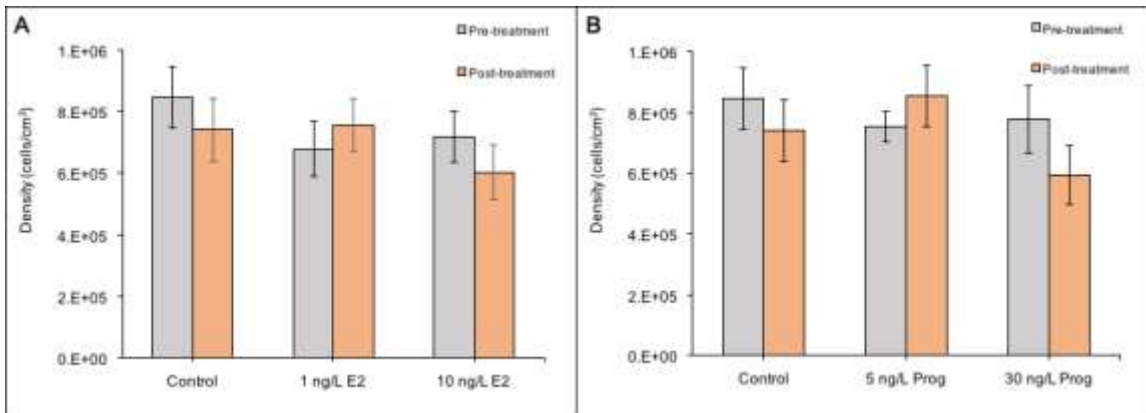 A
Pre-treatment
Post-treatment
1.E+06
8.E+05
6.E+05
4.E+05
2.E+05
0.E+00
Density (cells/cm²)
Control
1 ng/L E2
10 ng/L E2
B
Pre-treatment
Post-treatment
1.E+06
8.E+05
6.E+05
4.E+05
2.E+05
0.E+00
Density (cells/cm²)
Control
5 ng/L Prog
30 ng/L Prog